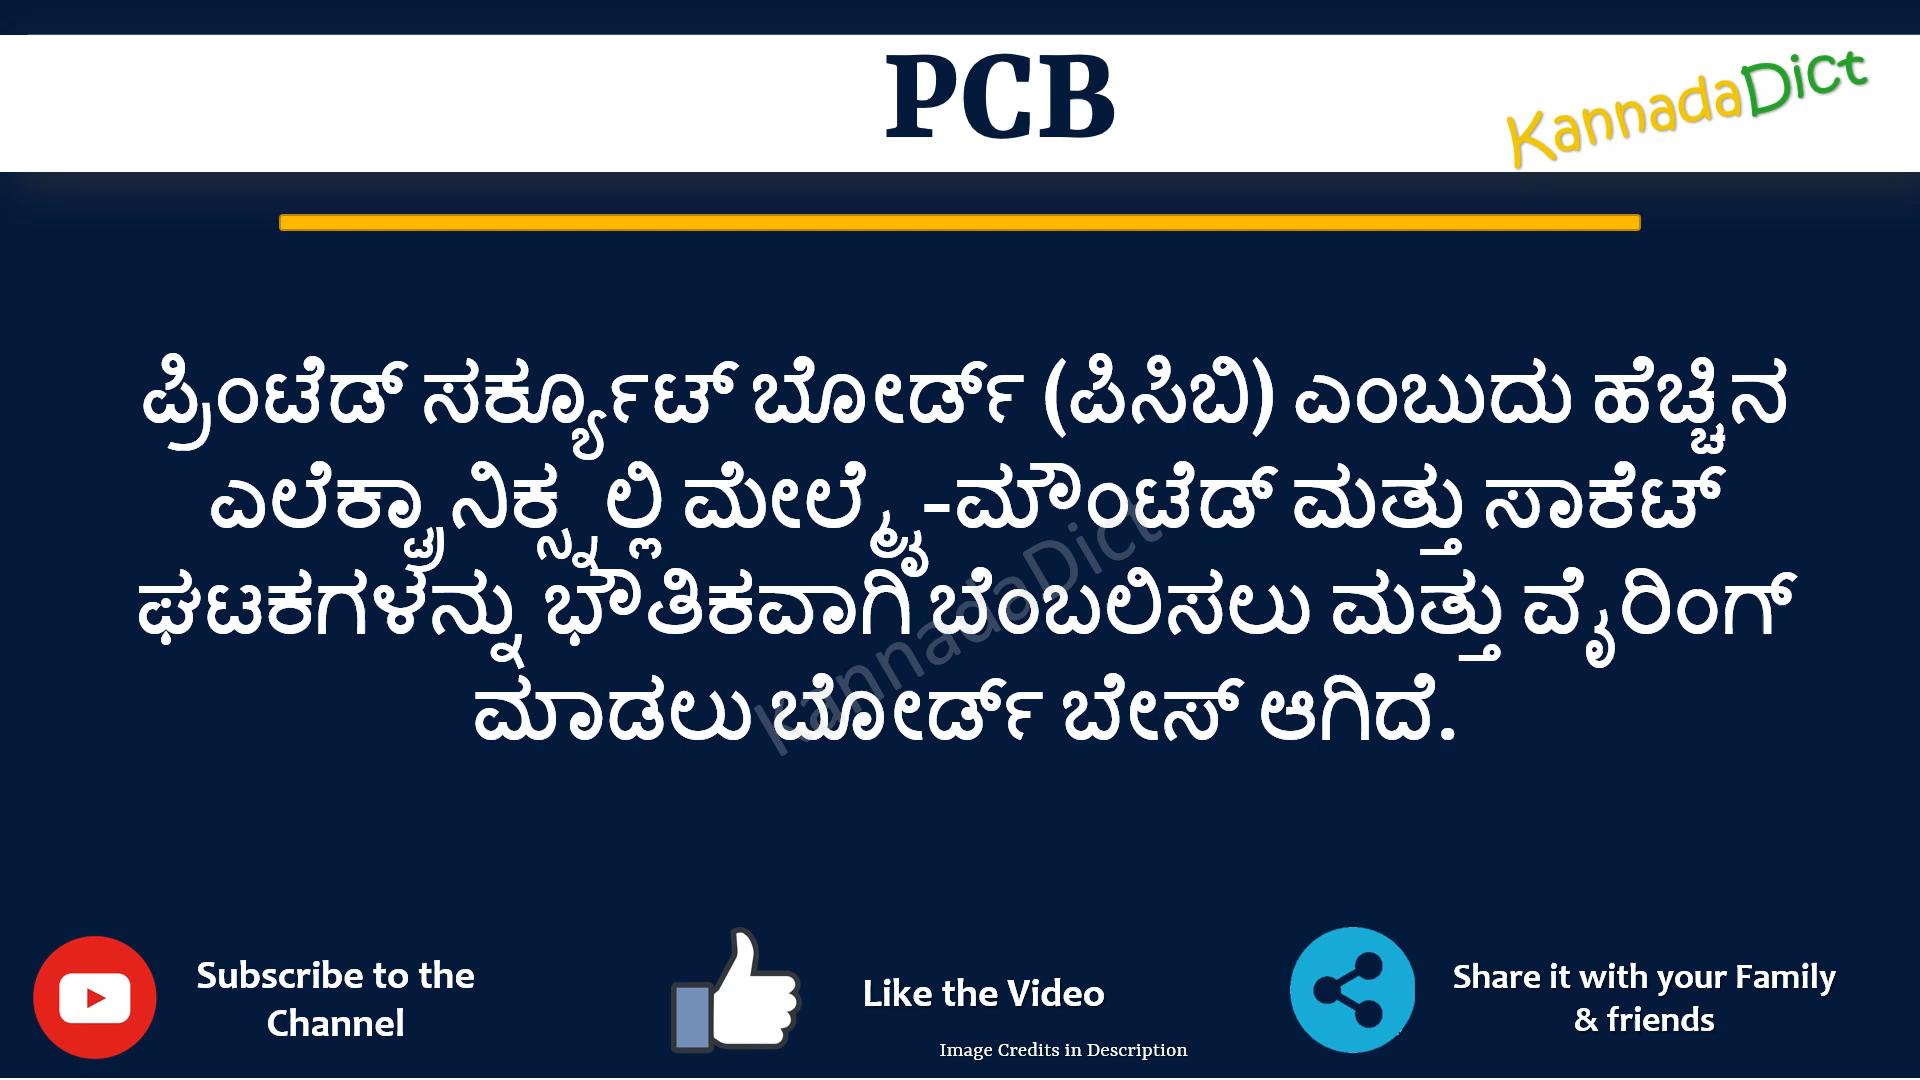 PCB
KannadaDict
ಪ್ರಿಂಟೆಡ್ ಸರ್ಕ್ಯೂಟ್ ಬೋರ್ಡ್ (ಪಿಸಿಬಿ) ಎಂಬುದು ಹೆಚ್ಚಿನ
ಎಲೆಕ್ಟ್ರಾನಿಕ್ಸ್ನಲ್ಲಿ ಮೇಲ್ಮೈ-ಮೌಂಟೆಡ್ ಮತ್ತು ಸಾಕೆಟ್
ಘಟಕಗಳನ್ನು ಭೌತಿಕವಾಗಿ ಬೆಂಬಲಿಸಲು ಮತ್ತು ವೈರಿಂಗ್
ಮಾಡಲು ಬೋರ್ಡ್ ಬೇಸ್ ಆಗಿದೆ.
KannadaDict
Subscribe to the
Channel
Like the Video
Share it with your Family
& friends
Image Credits in Description